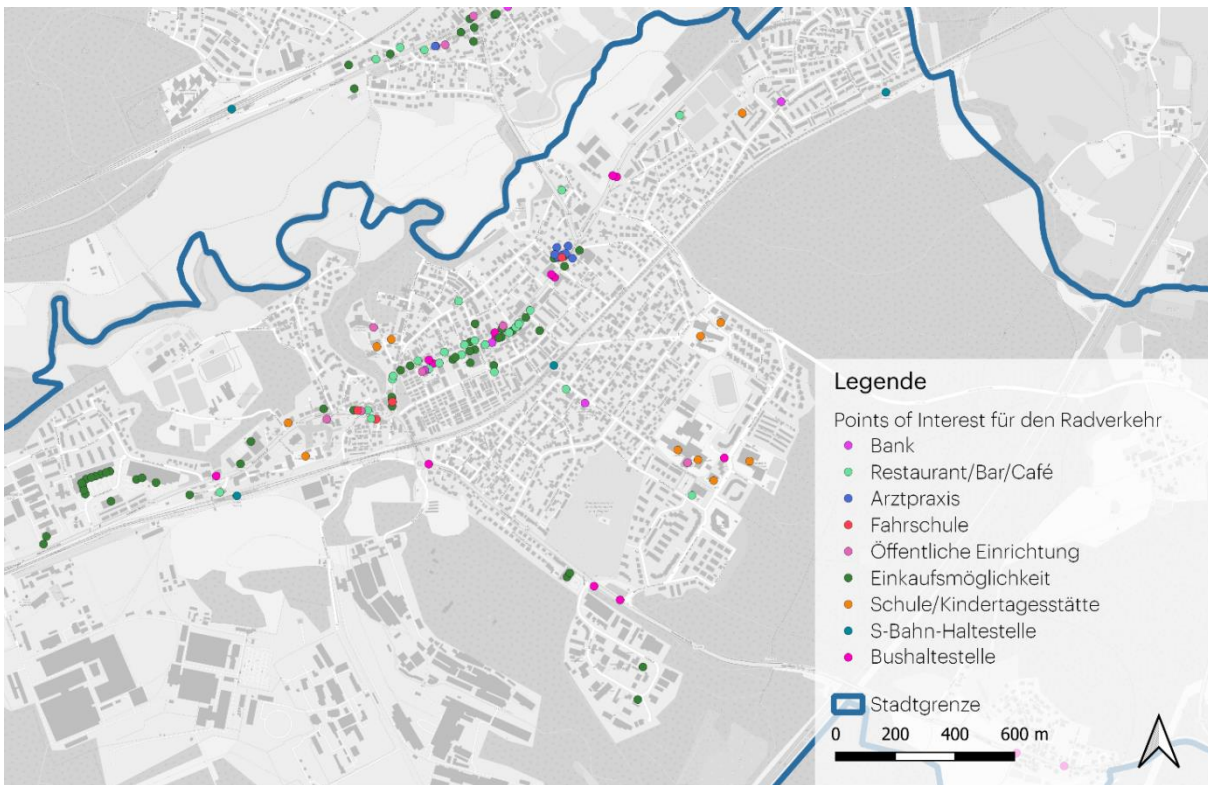 Legende
Points of Interest für den Radverkehr
Bank
Restaurant/Bar/Café
Arztpraxis
Fahrschule
Öffentliche Einrichtung
Einkaufsmöglichkeit
Schule/Kindertagesstätte
S-Bahn-Haltestelle
Bushaltestelle
Stadtgrenze
0 200 400 600 m